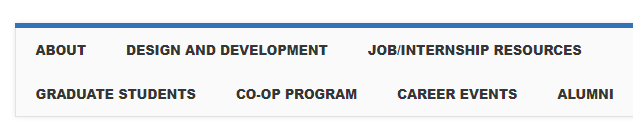 ABOUT DESIGN AND DEVELOPMENT JOB/INTERNSHIP RESOURCES
GRADUATE STUDENTS CO-OP PROGRAM CAREER EVENTS ALUMNI